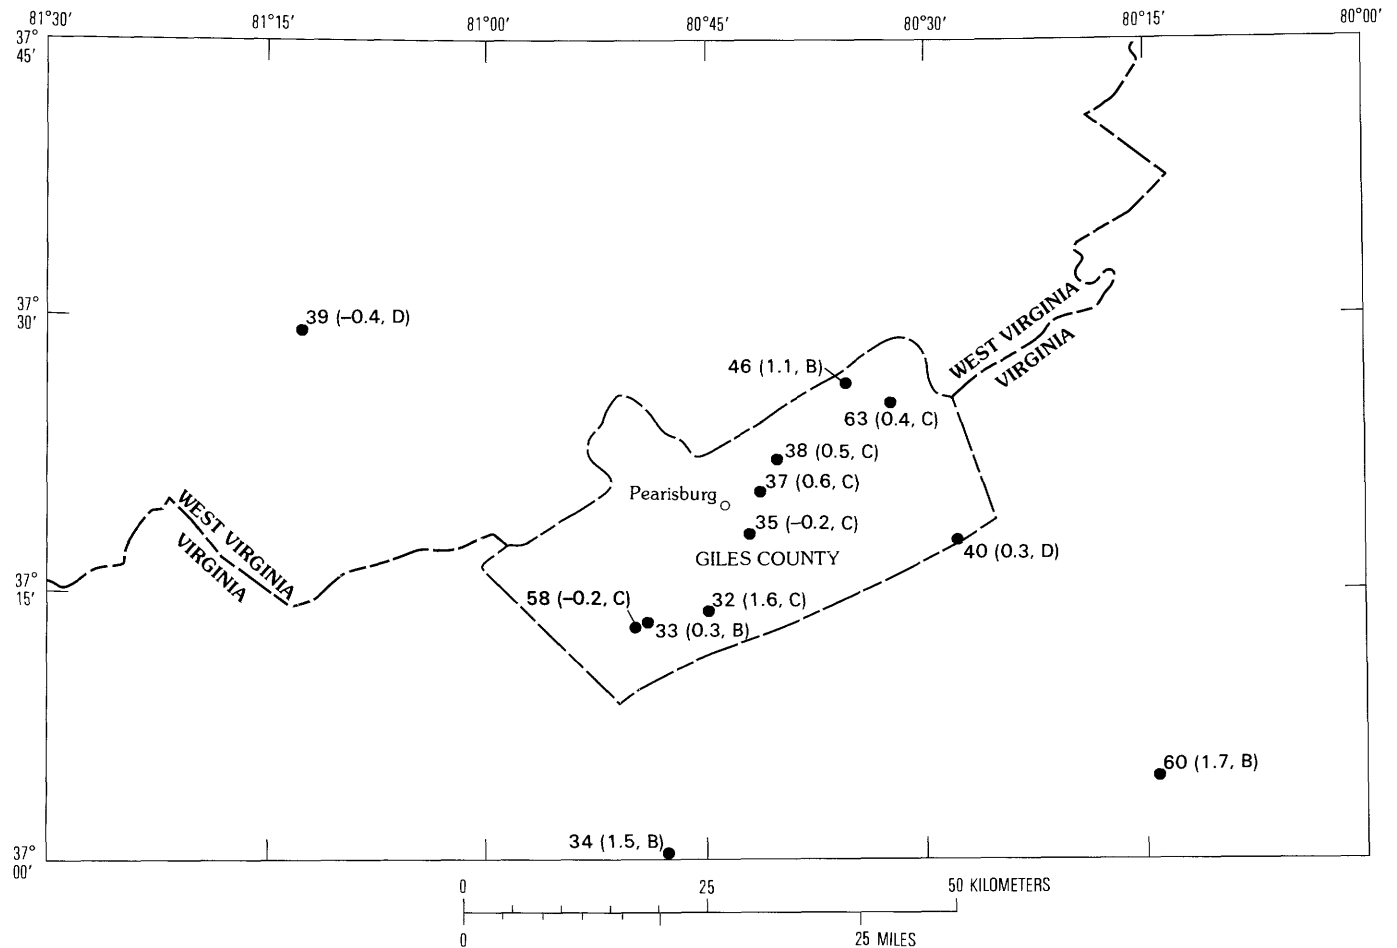 81°30′ 81°15′ 81°00′ 80°45′ 80°30′ 80°15′ 80°00′
37°
45′
37°
30′
39 (−0.4, D)
WEST VIRGINIA
VIRGINIA
46 (1.1, B)
63 (0.4, C)
38 (0.5, C)
37 (0.6, C)
Pearisburg
35 (−0.2, C)
WEST VIRGINIA
VIRGINIA
GILES COUNTY
40 (0.3, D)
37°
15′
58 (−0.2, C)
32 (1.6, C)
33 (0.3, B)
60 (1.7, B)
34 (1.5, B)
37°
00′
0 25 50 KILOMETERS
0 25 MILES